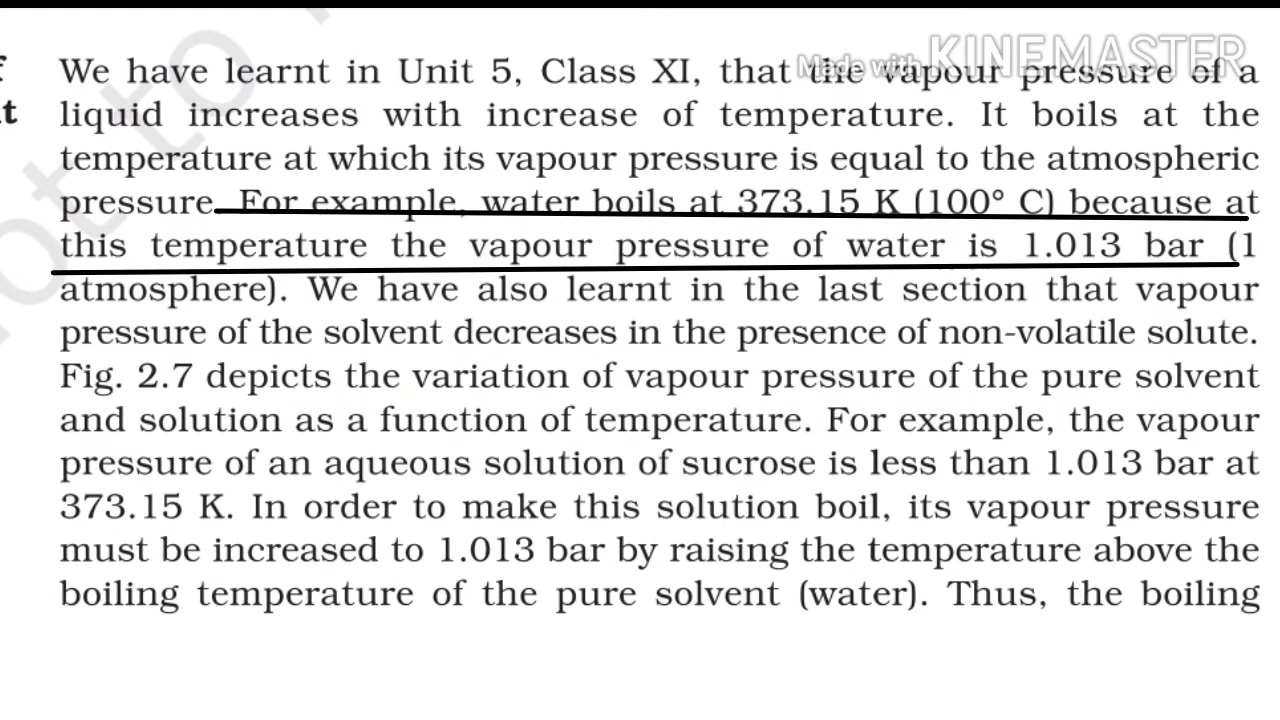 We have learnt in Unit 5, Class XI, that the vapour pressure of a
Made with KINEMASTER
t liquid increases with increase of temperature. It boils at the
temperature at which its vapour pressure is equal to the atmospheric
pressure. For example, water boils at 373.15 K (100° C) because at
this temperature the vapour pressure of water is 1.013 bar (1
atmosphere). We have also learnt in the last section that vapour
pressure of the solvent decreases in the presence of non-volatile solute.
Fig. 2.7 depicts the variation of vapour pressure of the pure solvent
and solution as a function of temperature. For example, the vapour
pressure of an aqueous solution of sucrose is less than 1.013 bar at
373.15 K. In order to make this solution boil, its vapour pressure
must be increased to 1.013 bar by raising the temperature above the
boiling temperature of the pure solvent (water). Thus, the boiling